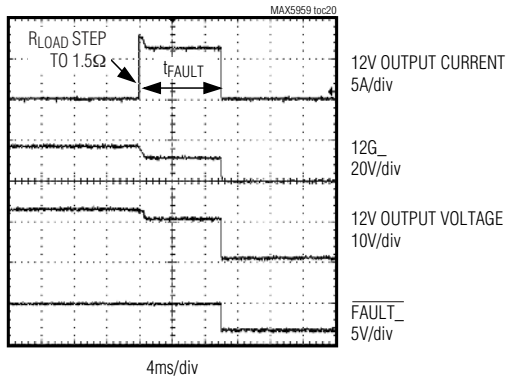 MAX5959 toc20
RLOAD STEP
TO 1.5Ω
tFAULT
12V OUTPUT CURRENT
5A/div
12G_
20V/div
12V OUTPUT VOLTAGE
10V/div
FAULT_
5V/div
4ms/div